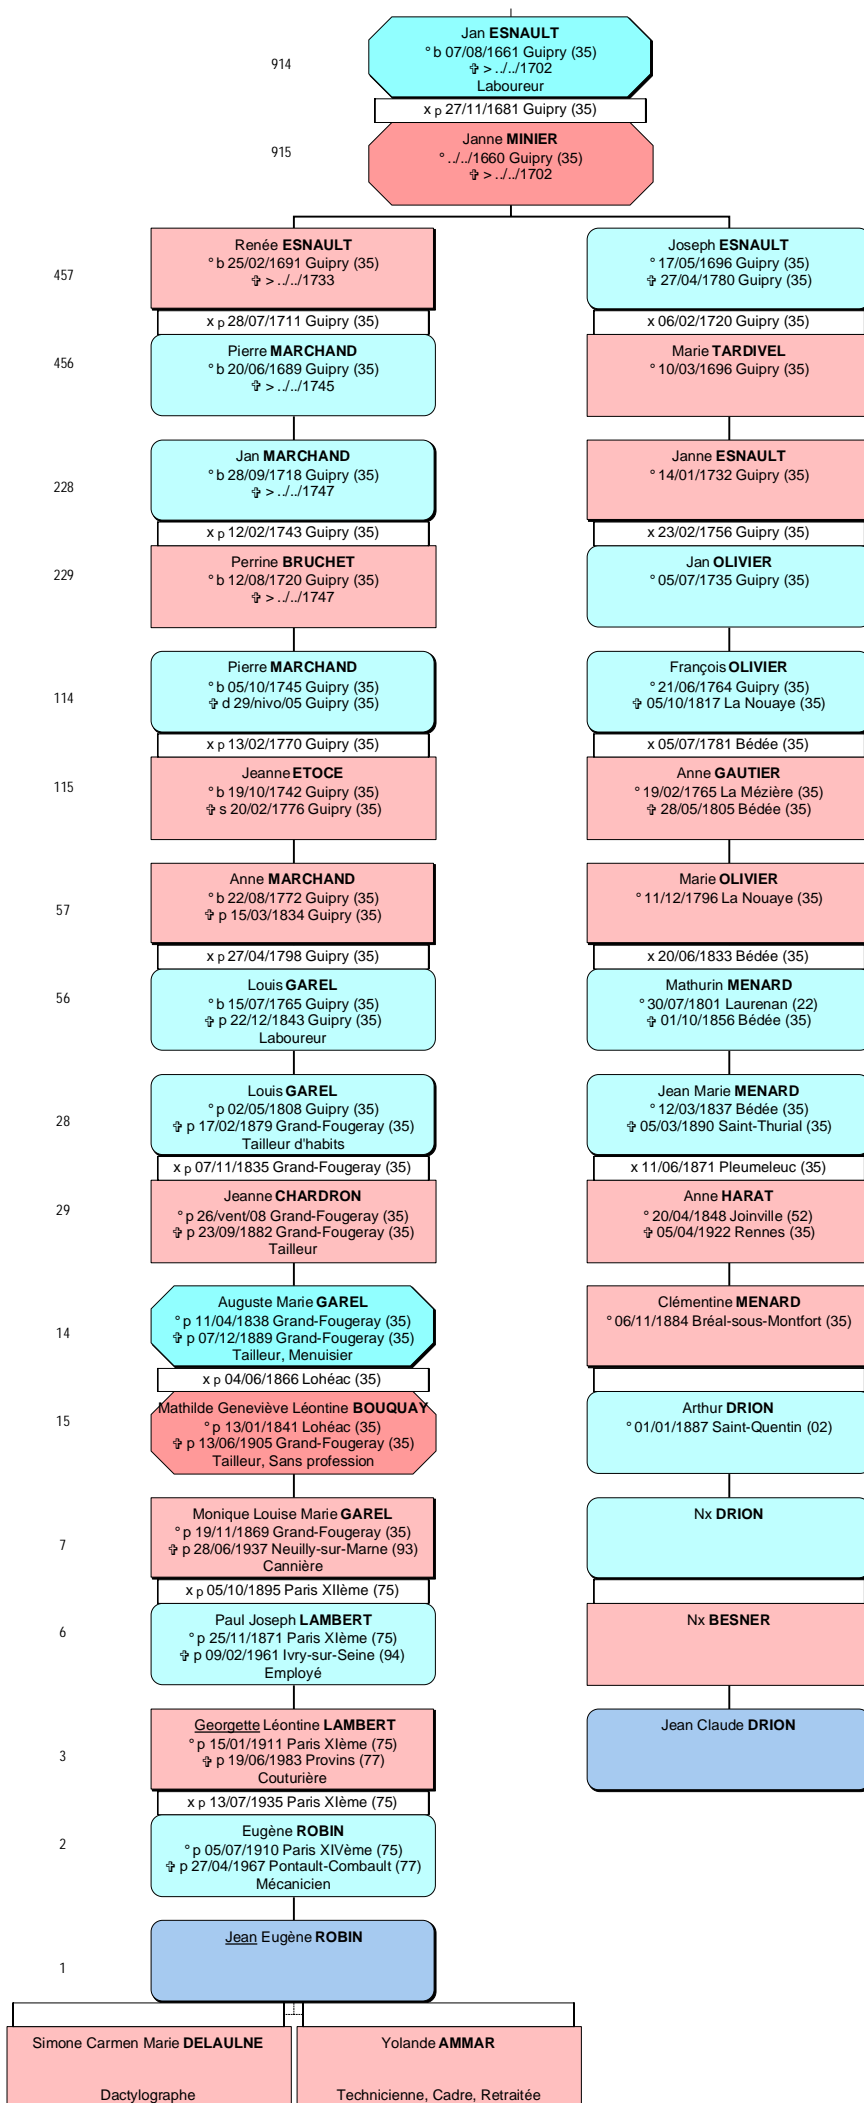 914
Jan ESNAULT
° b 07/08/1661 Guipry (35)
✞ > ../../1702
Laboureur
x p 27/11/1681 Guipry (35)
915
Janne MINIER
° ../../1660 Guipry (35)
✞ > ../../1702
457
Renée ESNAULT
° b 25/02/1691 Guipry (35)
✞ > ../../1733
x p 28/07/1711 Guipry (35)
456
Pierre MARCHAND
° b 20/06/1689 Guipry (35)
✞ > ../../1745
Joseph ESNAULT
° 17/05/1696 Guipry (35)
✞ 27/04/1780 Guipry (35)
x 06/02/1720 Guipry (35)
Marie TARDIVEL
° 10/03/1696 Guipry (35)
228
Jan MARCHAND
° b 28/09/1718 Guipry (35)
✞ > ../../1747
x p 12/02/1743 Guipry (35)
229
Perrine BRUCHET
° b 12/08/1720 Guipry (35)
✞ > ../../1747
Janne ESNAULT
° 14/01/1732 Guipry (35)
x 23/02/1756 Guipry (35)
Jan OLIVIER
° 05/07/1735 Guipry (35)
114
Pierre MARCHAND
° b 05/10/1745 Guipry (35)
✞ d 29/nivo/05 Guipry (35)
x p 13/02/1770 Guipry (35)
115
Jeanne ETOCE
° b 19/10/1742 Guipry (35)
✞ s 20/02/1776 Guipry (35)
François OLIVIER
° 21/06/1764 Guipry (35)
✞ 05/10/1817 La Nouaye (35)
x 05/07/1781 Bédée (35)
Anne GAUTIER
° 19/02/1765 La Mézière (35)
✞ 28/05/1805 Bédée (35)
57
Anne MARCHAND
° b 22/08/1772 Guipry (35)
✞ p 15/03/1834 Guipry (35)
x p 27/04/1798 Guipry (35)
56
Louis GAREL
° b 15/07/1765 Guipry (35)
✞ p 22/12/1843 Guipry (35)
Laboureur
Marie OLIVIER
° 11/12/1796 La Nouaye (35)
x 20/06/1833 Bédée (35)
Mathurin MENARD
° 30/07/1801 Laurenan (22)
✞ 01/10/1856 Bédée (35)
28
Louis GAREL
° p 02/05/1808 Guipry (35)
✞ p 17/02/1879 Grand-Fougeray (35)
Tailleur d'habits
x p 07/11/1835 Grand-Fougeray (35)
29
Jeanne CHARDRON
° p 26/vent/08 Grand-Fougeray (35)
✞ p 23/09/1882 Grand-Fougeray (35)
Tailleur
Jean Marie MENARD
° 12/03/1837 Bédée (35)
✞ 05/03/1890 Saint-Thurial (35)
x 11/06/1871 Pleumeleuc (35)
Anne HARAT
° 20/04/1848 Joinville (52)
✞ 05/04/1922 Rennes (35)
14
Auguste Marie GAREL
° p 11/04/1838 Grand-Fougeray (35)
✞ p 07/12/1889 Grand-Fougeray (35)
Tailleur, Menuisier
x p 04/06/1866 Lohéac (35)
15
Mathilde Geneviève Léontine BOUQUAY
° p 13/01/1841 Lohéac (35)
✞ p 13/06/1905 Grand-Fougeray (35)
Tailleur, Sans profession
Clémentine MENARD
° 06/11/1884 Bréal-sous-Montfort (35)
Arthur DRION
° 01/01/1887 Saint-Quentin (02)
7
Monique Louise Marie GAREL
° p 19/11/1869 Grand-Fougeray (35)
✞ p 28/06/1937 Neuilly-sur-Marne (93)
Cannière
x p 05/10/1895 Paris XIIème (75)
6
Paul Joseph LAMBERT
° p 25/11/1871 Paris XIème (75)
✞ p 09/02/1961 Ivry-sur-Seine (94)
Employé
Nx DRION
Nx BESNER
3
Georgette Léontine LAMBERT
° p 15/01/1911 Paris XIème (75)
✞ p 19/06/1983 Provins (77)
Couturière
x p 13/07/1935 Paris XIème (75)
2
Eugène ROBIN
° p 05/07/1910 Paris XIVème (75)
✞ p 27/04/1967 Pontault-Combault (77)
Mécanicien
Jean Claude DRION
1
Jean Eugène ROBIN
Simone Carmen Marie DELAULNE
Dactylographe
Yolande AMMAR
Technicienne, Cadre, Retraitée